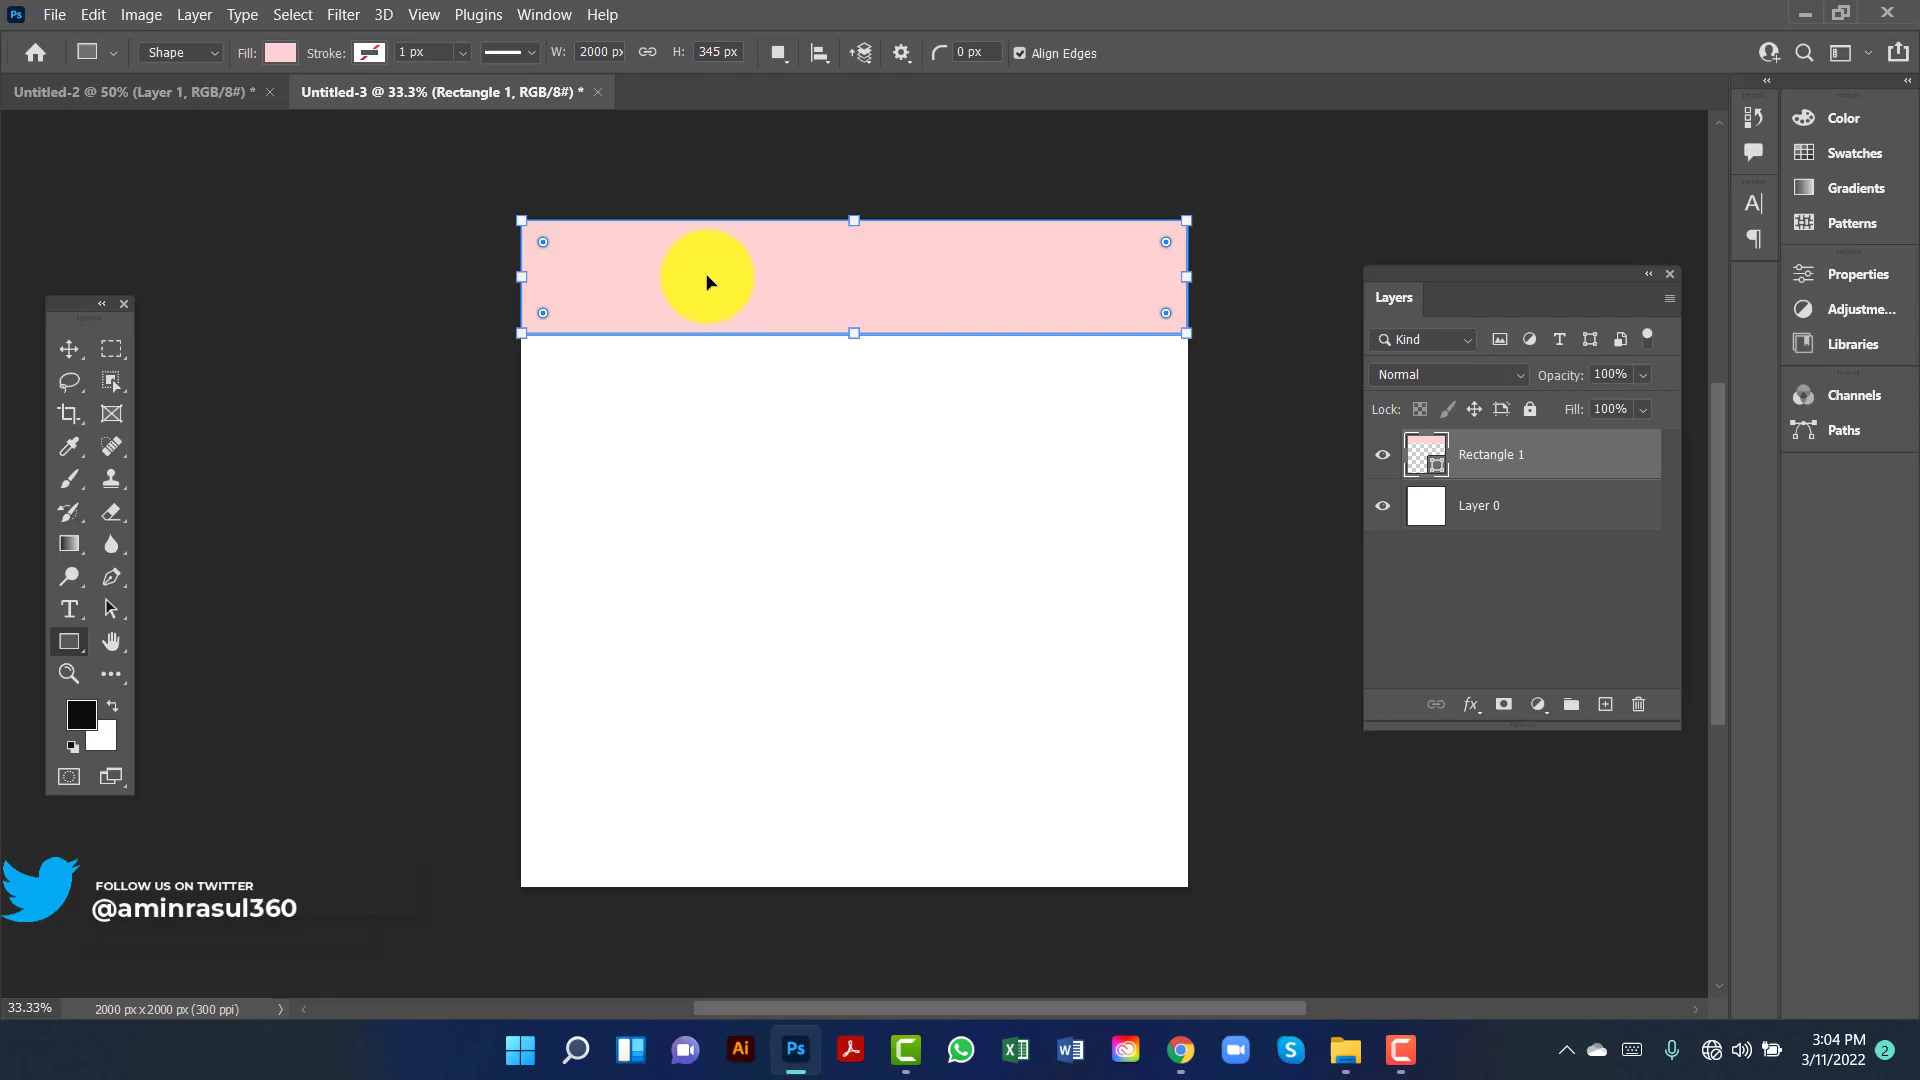 Ps File Edit Image Layer Type Select Filter 3D View Plugins Window Help
Shape Fill: Stroke: 1 px W: 2000 px H: 345 px 0 px Align Edges
Untitled-2 @ 50% (Layer 1, RGB/8#) * Untitled-3 @ 33.3% (Rectangle 1, RGB/8#) *
Color
Swatches
Gradients
Patterns
Properties
Adjustme...
Libraries
Channels
Paths
Layers
Kind
Normal Opacity: 100%
Lock: Fill: 100%
Rectangle 1
Layer 0
FOLLOW US ON TWITTER
@aminrasul360
33.33% 2000 px x 2000 px (300 ppi)
Ai Ps
3:04 PM
3/11/2022 2